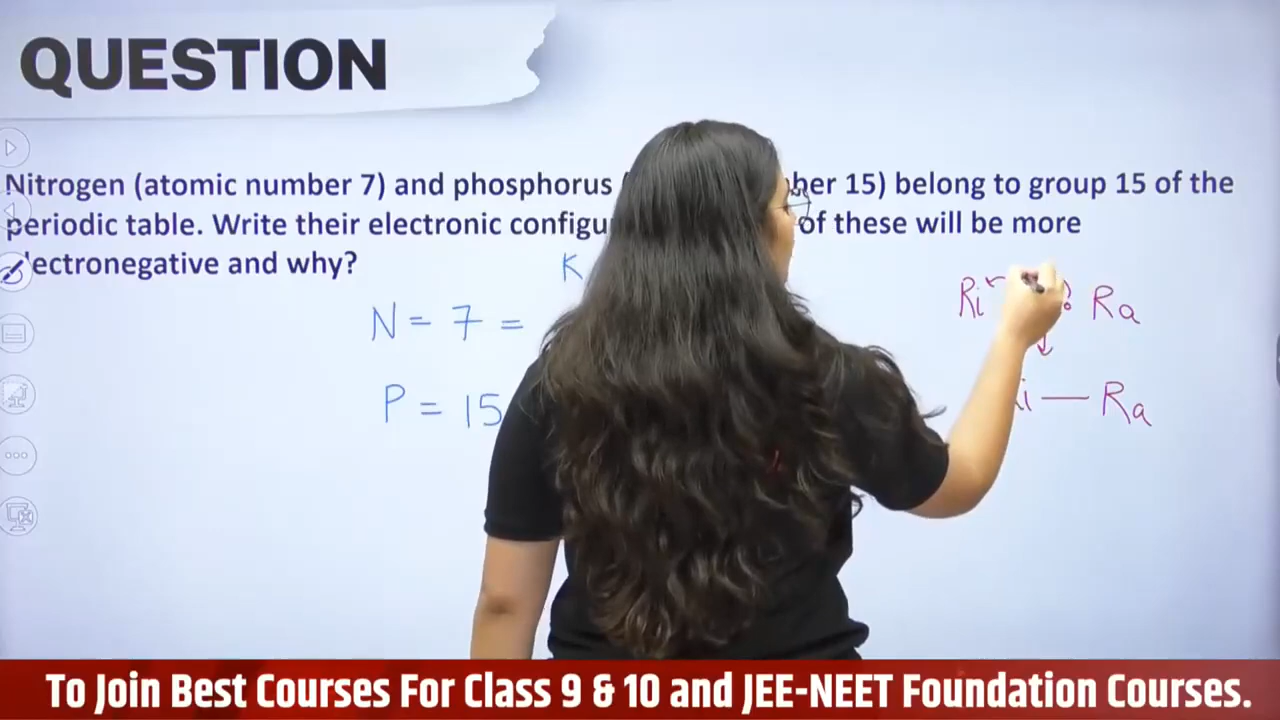 QUESTION
Nitrogen (atomic number 7) and phosphorus ( ber 15) belong to group 15 of the
periodic table. Write their electronic configu of these will be more
lectronegative and why?
K
N = 7 =
Ri : Ra
P = 15
i — Ra
To Join Best Courses For Class 9 & 10 and JEE-NEET Foundation Courses.